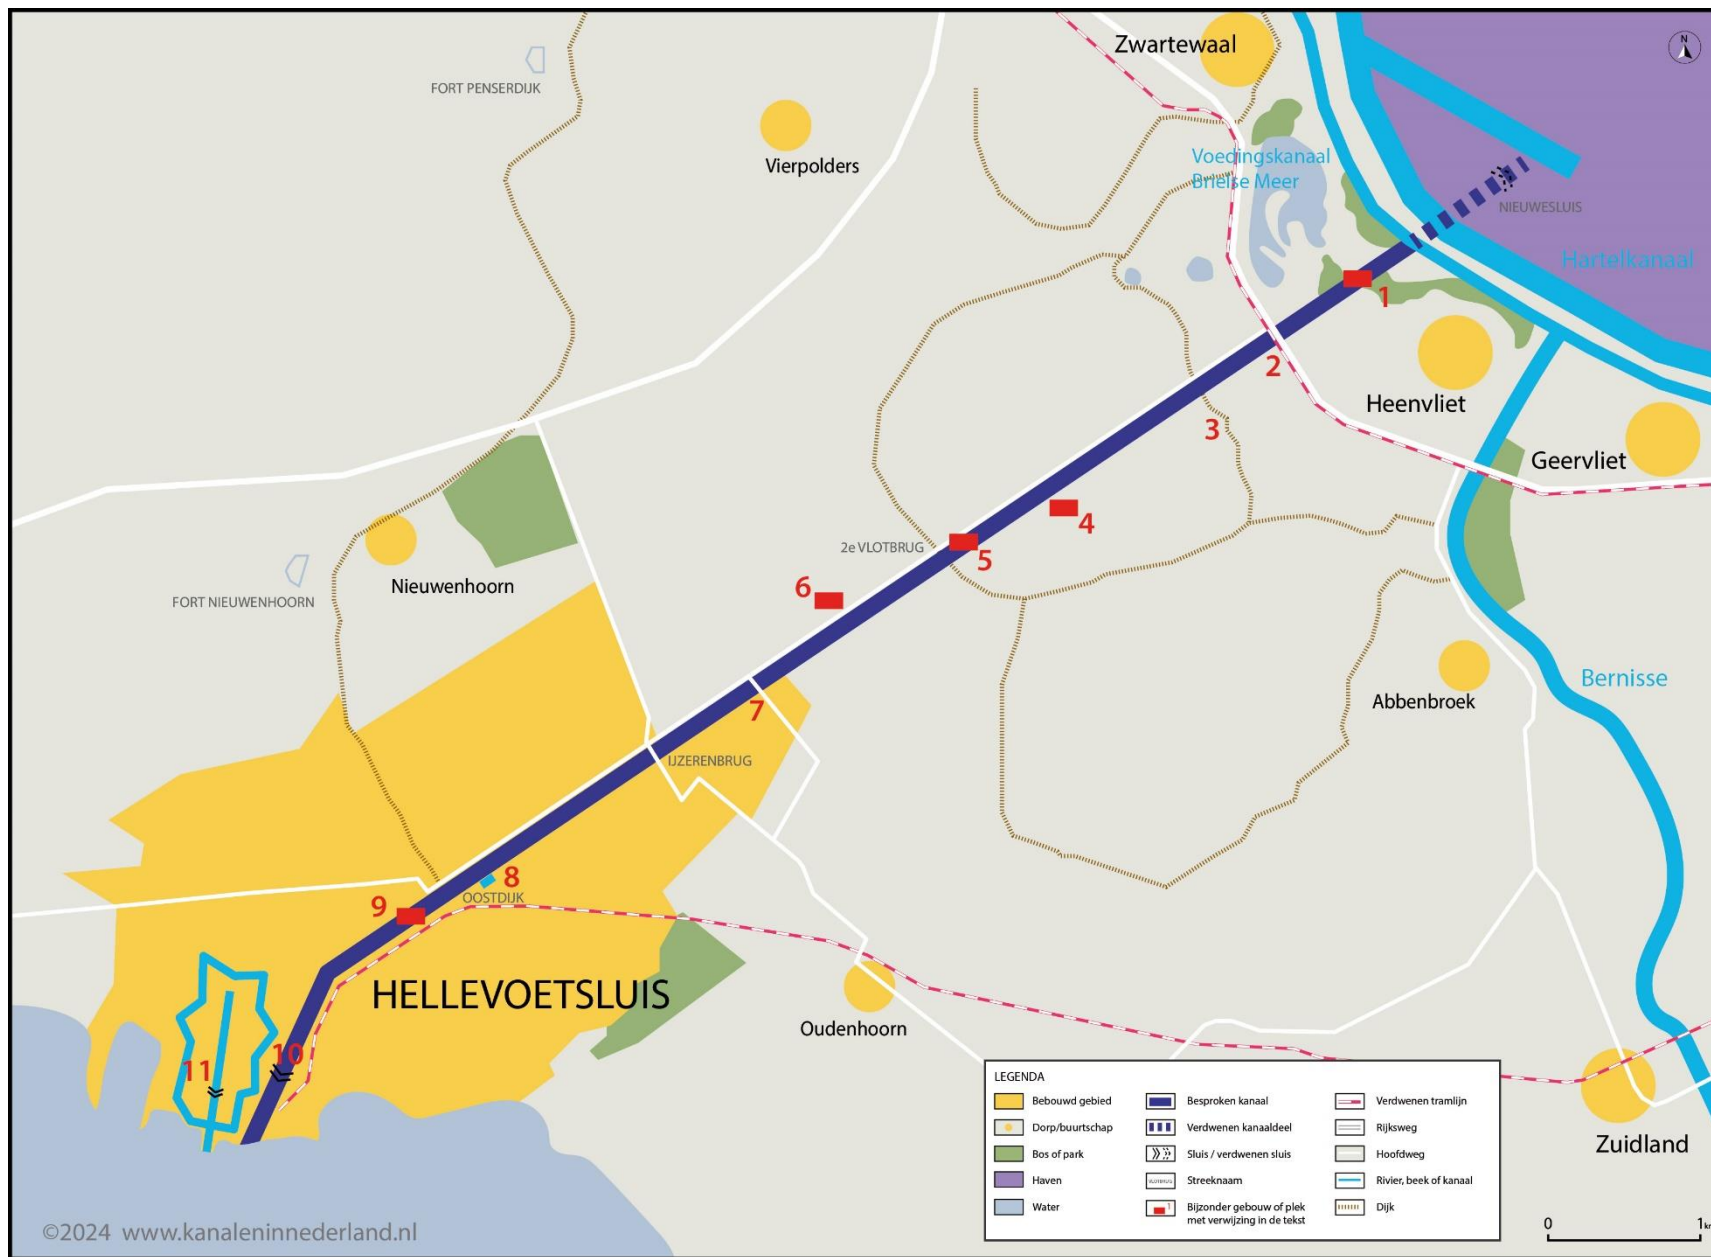 Zwartewaal
N
FORT PENSERDIJK
Vierpolders
Voedingskanaal
Brielse Meer
NIEUWESLUIS
Hartelkanaal
1
2
Heenvliet
3
Geervliet
4
2e VLOTBRUG
5
Nieuwenhoorn
6
FORT NIEUWENHOORN
Bernisse
Abbenbroek
7
IJZERENBRUG
8
OOSTDIJK
9
HELLEVOETSLUIS
Oudenhoorn
10
11
Zuidland
LEGENDA
Bebouwd gebied
Dorp/buurtschap
Bos of park
Haven
Water
Besproken kanaal
Verdwenen kanaaldeel
Sluis / verdwenen sluis
VLOTBRUG
Streeknaam
1
Bijzonder gebouw of plek
met verwijzing in de tekst
Verdwenen tramlijn
Rijksweg
Hoofdweg
Rivier, beek of kanaal
Dijk
0 1km
©2024 www.kanaleninnederland.nl